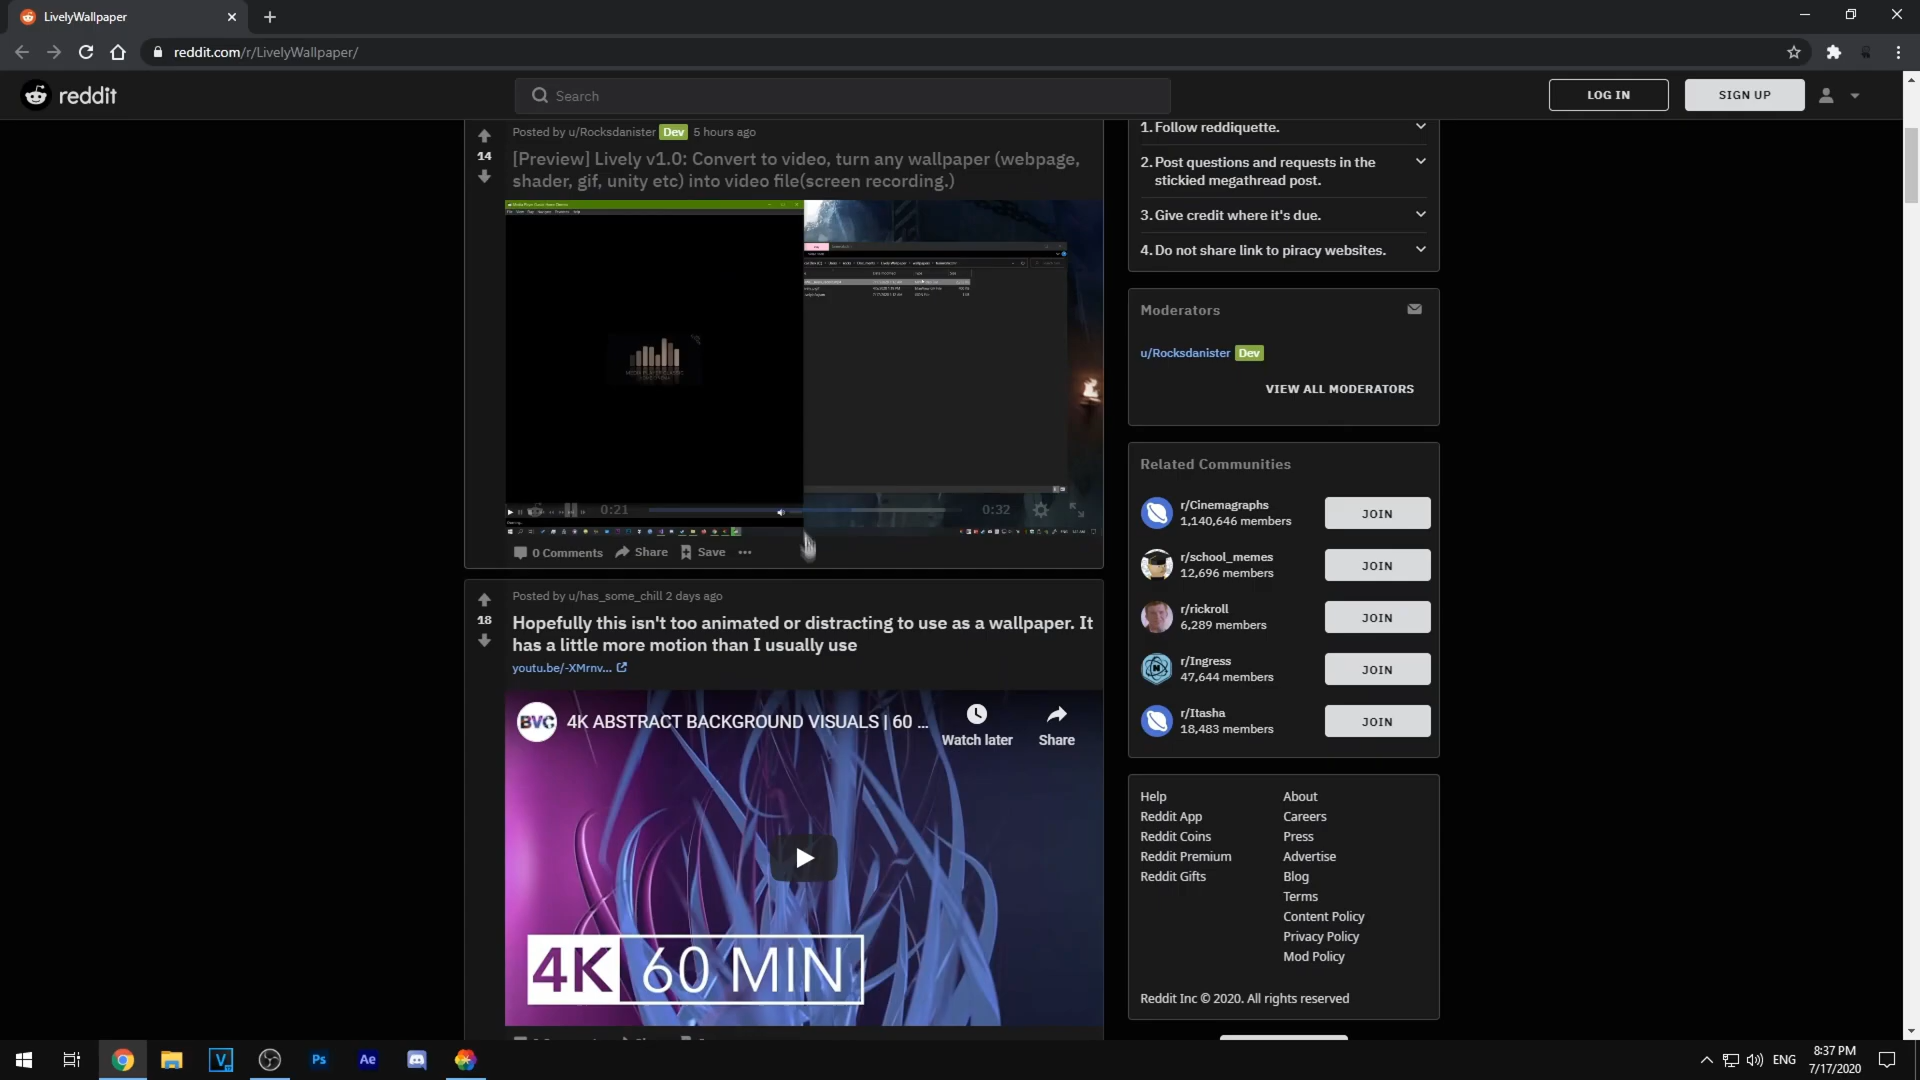 LivelyWallpaper
reddit.com/r/LivelyWallpaper/
reddit
Search
LOG IN
SIGN UP
Posted by u/Rocksdanister Dev 5 hours ago
14
[Preview] Lively v1.0: Convert to video, turn any wallpaper (webpage,
shader, gif, unity etc) into video file(screen recording.)
0:21
0:32
0 Comments
Share
Save
Posted by u/has_some_chill 2 days ago
18
Hopefully this isn't too animated or distracting to use as a wallpaper. It
has a little more motion than I usually use
youtu.be/-XMrnv...
BVC
4K ABSTRACT BACKGROUND VISUALS | 60 ...
Watch later
Share
4K 60 MIN
1. Follow reddiquette.
2. Post questions and requests in the
stickied megathread post.
3. Give credit where it's due.
4. Do not share link to piracy websites.
Moderators
u/Rocksdanister Dev
VIEW ALL MODERATORS
Related Communities
r/Cinemagraphs
1,140,646 members
JOIN
r/school_memes
12,696 members
JOIN
r/rickroll
6,289 members
JOIN
r/Ingress
47,644 members
JOIN
r/Itasha
18,483 members
JOIN
Help
Reddit App
Reddit Coins
Reddit Premium
Reddit Gifts
About
Careers
Press
Advertise
Blog
Terms
Content Policy
Privacy Policy
Mod Policy
Reddit Inc © 2020. All rights reserved
V
Ps
Ae
ENG
8:37 PM
7/17/2020